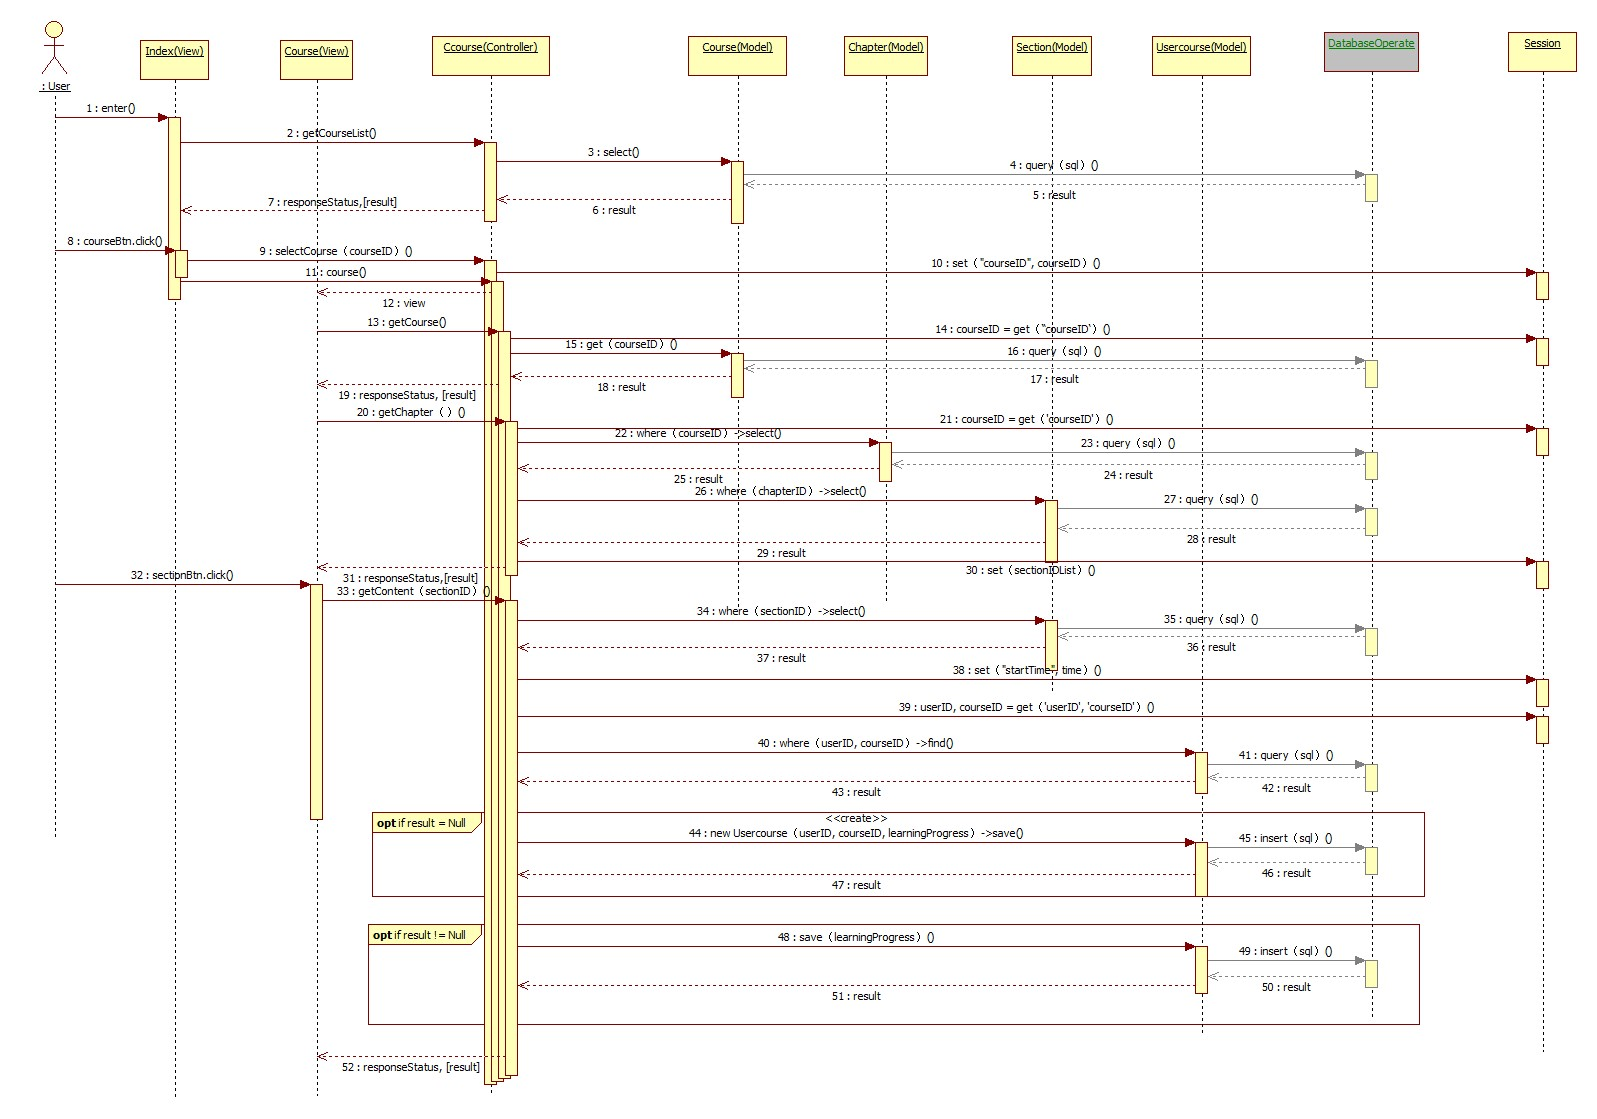 : User
Index(View)
Course(View)
Ccourse(Controller)
Course(Model)
Chapter(Model)
Section(Model)
Usercourse(Model)
DatabaseOperate
Session
1 : enter()
2 : getCourseList()
3 : select()
4 : query（sql）()
5 : result
6 : result
7 : responseStatus,[result]
8 : courseBtn.click()
9 : selectCourse（courseID）()
10 : set（"courseID", courseID）()
11 : course()
12 : view
13 : getCourse()
14 : courseID = get（"courseID'）()
15 : get（courseID）()
16 : query（sql）()
17 : result
18 : result
19 : responseStatus, [result]
20 : getChapter（）()
21 : courseID = get（'courseID'）()
22 : where（courseID）->select()
23 : query（sql）()
24 : result
25 : result
26 : where（chapterID）->select()
27 : query（sql）()
28 : result
29 : result
30 : set（sectionIDList）()
31 : responseStatus,[result]
32 : sectionBtn.click()
33 : getContent（sectionID）()
34 : where（sectionID）->select()
35 : query（sql）()
36 : result
37 : result
38 : set（"startTime", time）()
39 : userID, courseID = get（'userID', 'courseID'）()
40 : where（userID, courseID）->find()
41 : query（sql）()
42 : result
43 : result
opt if result = Null
<<create>>
44 : new Usercourse（userID, courseID, learningProgress）->save()
45 : insert（sql）()
46 : result
47 : result
opt if result != Null
48 : save（learningProgress）()
49 : insert（sql）()
50 : result
51 : result
52 : responseStatus, [result]